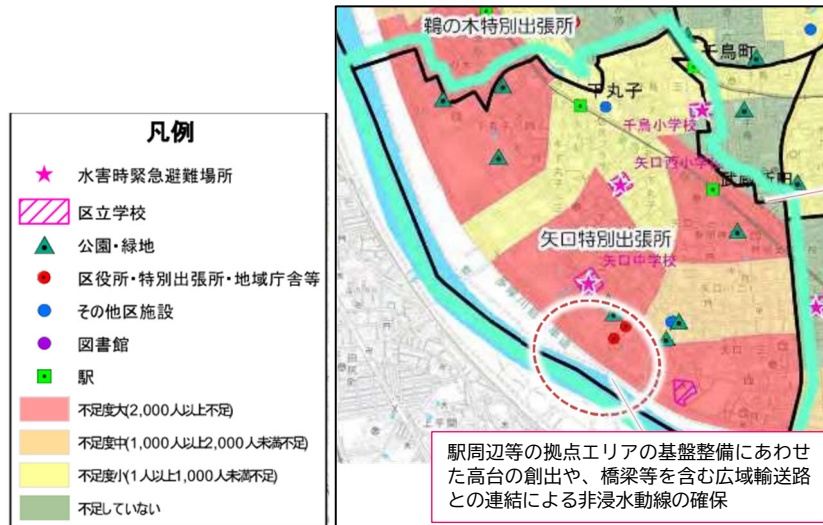 凡例
水害時緊急避難場所
区立学校
公園・緑地
区役所・特別出張所・地域庁舎等
その他区施設
図書館
駅
不足度大(2,000人以上不足)
不足度中(1,000人以上2,000人未満不足)
不足度小(1人以上1,000人未満不足)
不足していない
鵜の木特別出張所
千鳥町
下丸子
千鳥小学校
矢口西小学校
矢口特別出張所
矢口中学校
上平間
駅周辺等の拠点エリアの基盤整備にあわせ
た高台の創出や、橋梁等を含む広域輸送路
との連結による非浸水動線の確保